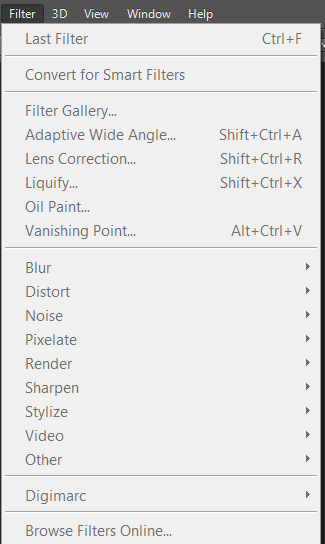 Filter 3D View Window Help
Last Filter Ctrl+F
Convert for Smart Filters
Filter Gallery...
Adaptive Wide Angle... Shift+Ctrl+A
Lens Correction... Shift+Ctrl+R
Liquify... Shift+Ctrl+X
Oil Paint...
Vanishing Point... Alt+Ctrl+V
Blur
Distort
Noise
Pixelate
Render
Sharpen
Stylize
Video
Other
Digimarc
Browse Filters Online...